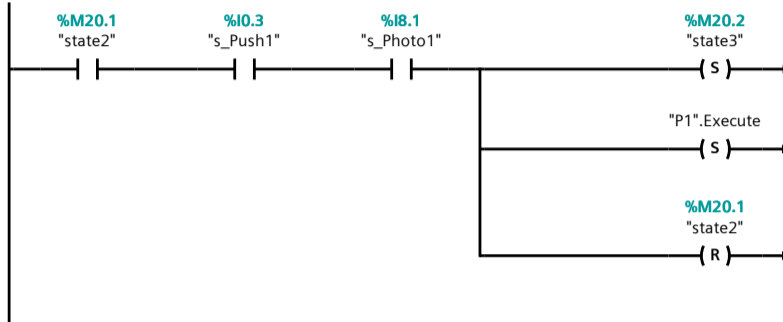 %M20.1 %I0.3 %I8.1 %M20.2
"state2" "s_Push1" "s_Photo1" "state3"
S
"P1".Execute
S
%M20.1
"state2"
R